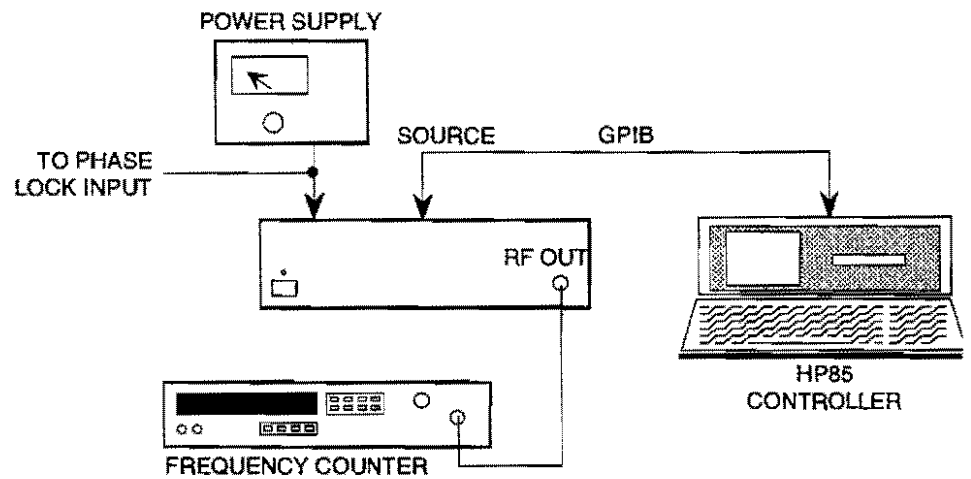 POWER SUPPLY
TO PHASE
LOCK INPUT
SOURCE
GPIB
RF OUT
HP85
CONTROLLER
FREQUENCY COUNTER